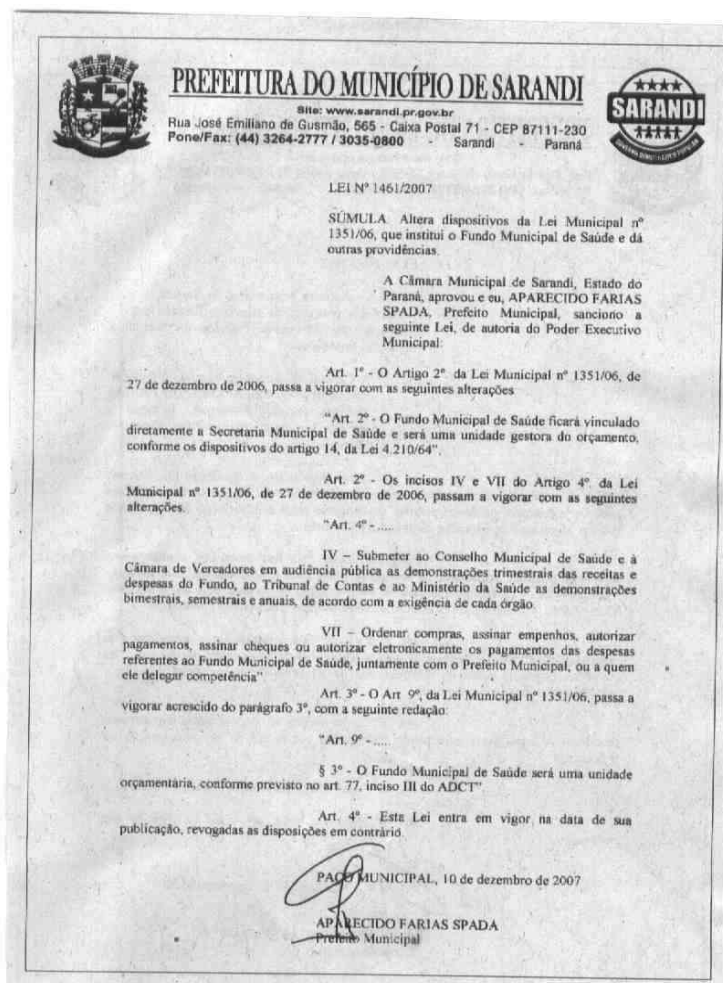 PREFEITURA DO MUNICÍPIO DE SARANDI
Site: www.sarandi.pr.gov.br
Rua José Emiliano de Gusmão, 565 - Caixa Postal 71 - CEP 87111-230
Pone/Fax: (44) 3264-2777 / 3035-0800 - Sarandi - Paraná
SARANDI
LEI Nº 1461/2007
SÚMULA. Altera dispositivos da Lei Municipal nº
1351/06, que institui o Fundo Municipal de Saúde e dá
outras providências.
A Câmara Municipal de Sarandi, Estado do
Paraná, aprovou e eu, APARECIDO FARIAS
SPADA, Prefeito Municipal, sanciono a
seguinte Lei, de autoria do Poder Executivo
Municipal:
Art. 1º - O Artigo 2º. da Lei Municipal nº 1351/06, de
27 de dezembro de 2006, passa a vigorar com as seguintes alterações
"Art. 2º - O Fundo Municipal de Saúde ficará vinculado
diretamente a Secretaria Municipal de Saúde e será uma unidade gestora do orçamento,
conforme os dispositivos do artigo 14, da Lei 4.210/64".
Art. 2º - Os incisos IV e VII do Artigo 4º. da Lei
Municipal nº 1351/06, de 27 de dezembro de 2006, passam a vigorar com as seguintes
alterações.
"Art. 4º - .....
IV – Submeter ao Conselho Municipal de Saúde e à
Câmara de Vereadores em audiência pública as demonstrações trimestrais das receitas e
despesas do Fundo, ao Tribunal de Contas e ao Ministério da Saúde as demonstrações
bimestrais, semestrais e anuais, de acordo com a exigência de cada órgão.
VII – Ordenar compras, assinar empenhos, autorizar
pagamentos, assinar cheques ou autorizar eletronicamente os pagamentos das despesas
referentes ao Fundo Municipal de Saúde, juntamente com o Prefeito Municipal, ou a quem
ele delegar competência"
Art. 3º - O Art. 9º, da Lei Municipal nº 1351/06, passa a
vigorar acrescido do parágrafo 3º, com a seguinte redação:
"Art. 9º - .....
§ 3º - O Fundo Municipal de Saúde será uma unidade
orçamentária, conforme previsto no art. 77, inciso III do ADCT"
Art. 4º - Esta Lei entra em vigor na data de sua
publicação, revogadas as disposições em contrário.
PAÇO MUNICIPAL, 10 de dezembro de 2007
APARECIDO FARIAS SPADA
Prefeito Municipal